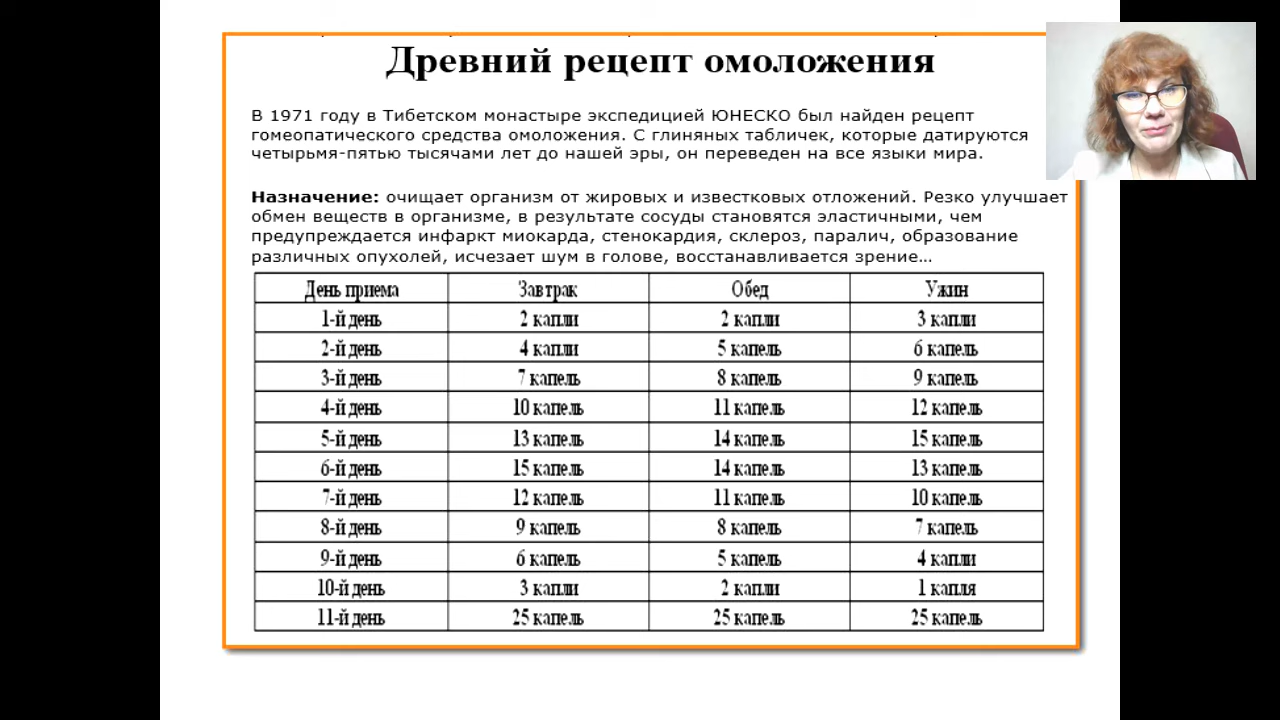 Древний рецепт омоложения
В 1971 году в Тибетском монастыре экспедицией ЮНЕСКО был найден рецепт
гомеопатического средства омоложения. С глиняных табличек, которые датируются
четырьмя-пятью тысячами лет до нашей эры, он переведен на все языки мира.
Назначение: очищает организм от жировых и известковых отложений. Резко улучшает
обмен веществ в организме, в результате сосуды становятся эластичными, чем
предупреждается инфаркт миокарда, стенокардия, склероз, паралич, образование
различных опухолей, исчезает шум в голове, восстанавливается зрение…
День приема Завтрак Обед Ужин
1-й день 2 капли 2 капли 3 капли
2-й день 4 капли 5 капель 6 капель
3-й день 7 капель 8 капель 9 капель
4-й день 10 капель 11 капель 12 капель
5-й день 13 капель 14 капель 15 капель
6-й день 15 капель 14 капель 13 капель
7-й день 12 капель 11 капель 10 капель
8-й день 9 капель 8 капель 7 капель
9-й день 6 капель 5 капель 4 капли
10-й день 3 капли 2 капли 1 капля
11-й день 25 капель 25 капель 25 капель